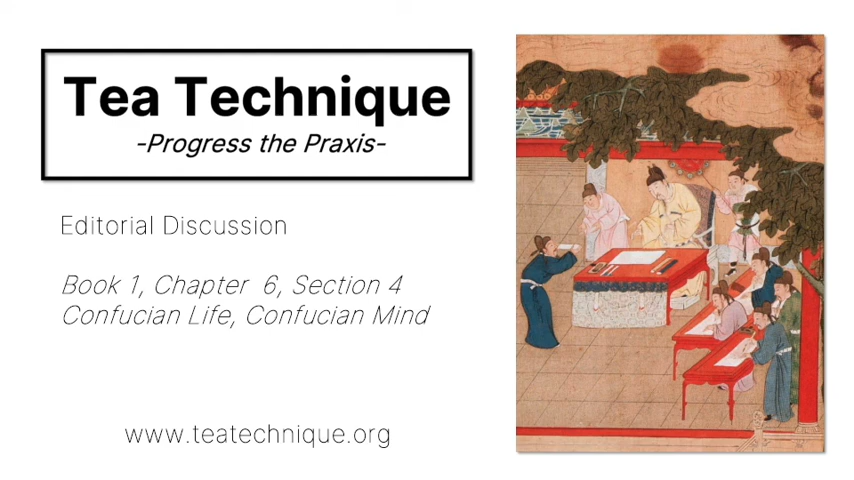 Tea Technique
-Progress the Praxis-
Editorial Discussion
Book 1, Chapter 6, Section 4
Confucian Life, Confucian Mind
www.teatechnique.org